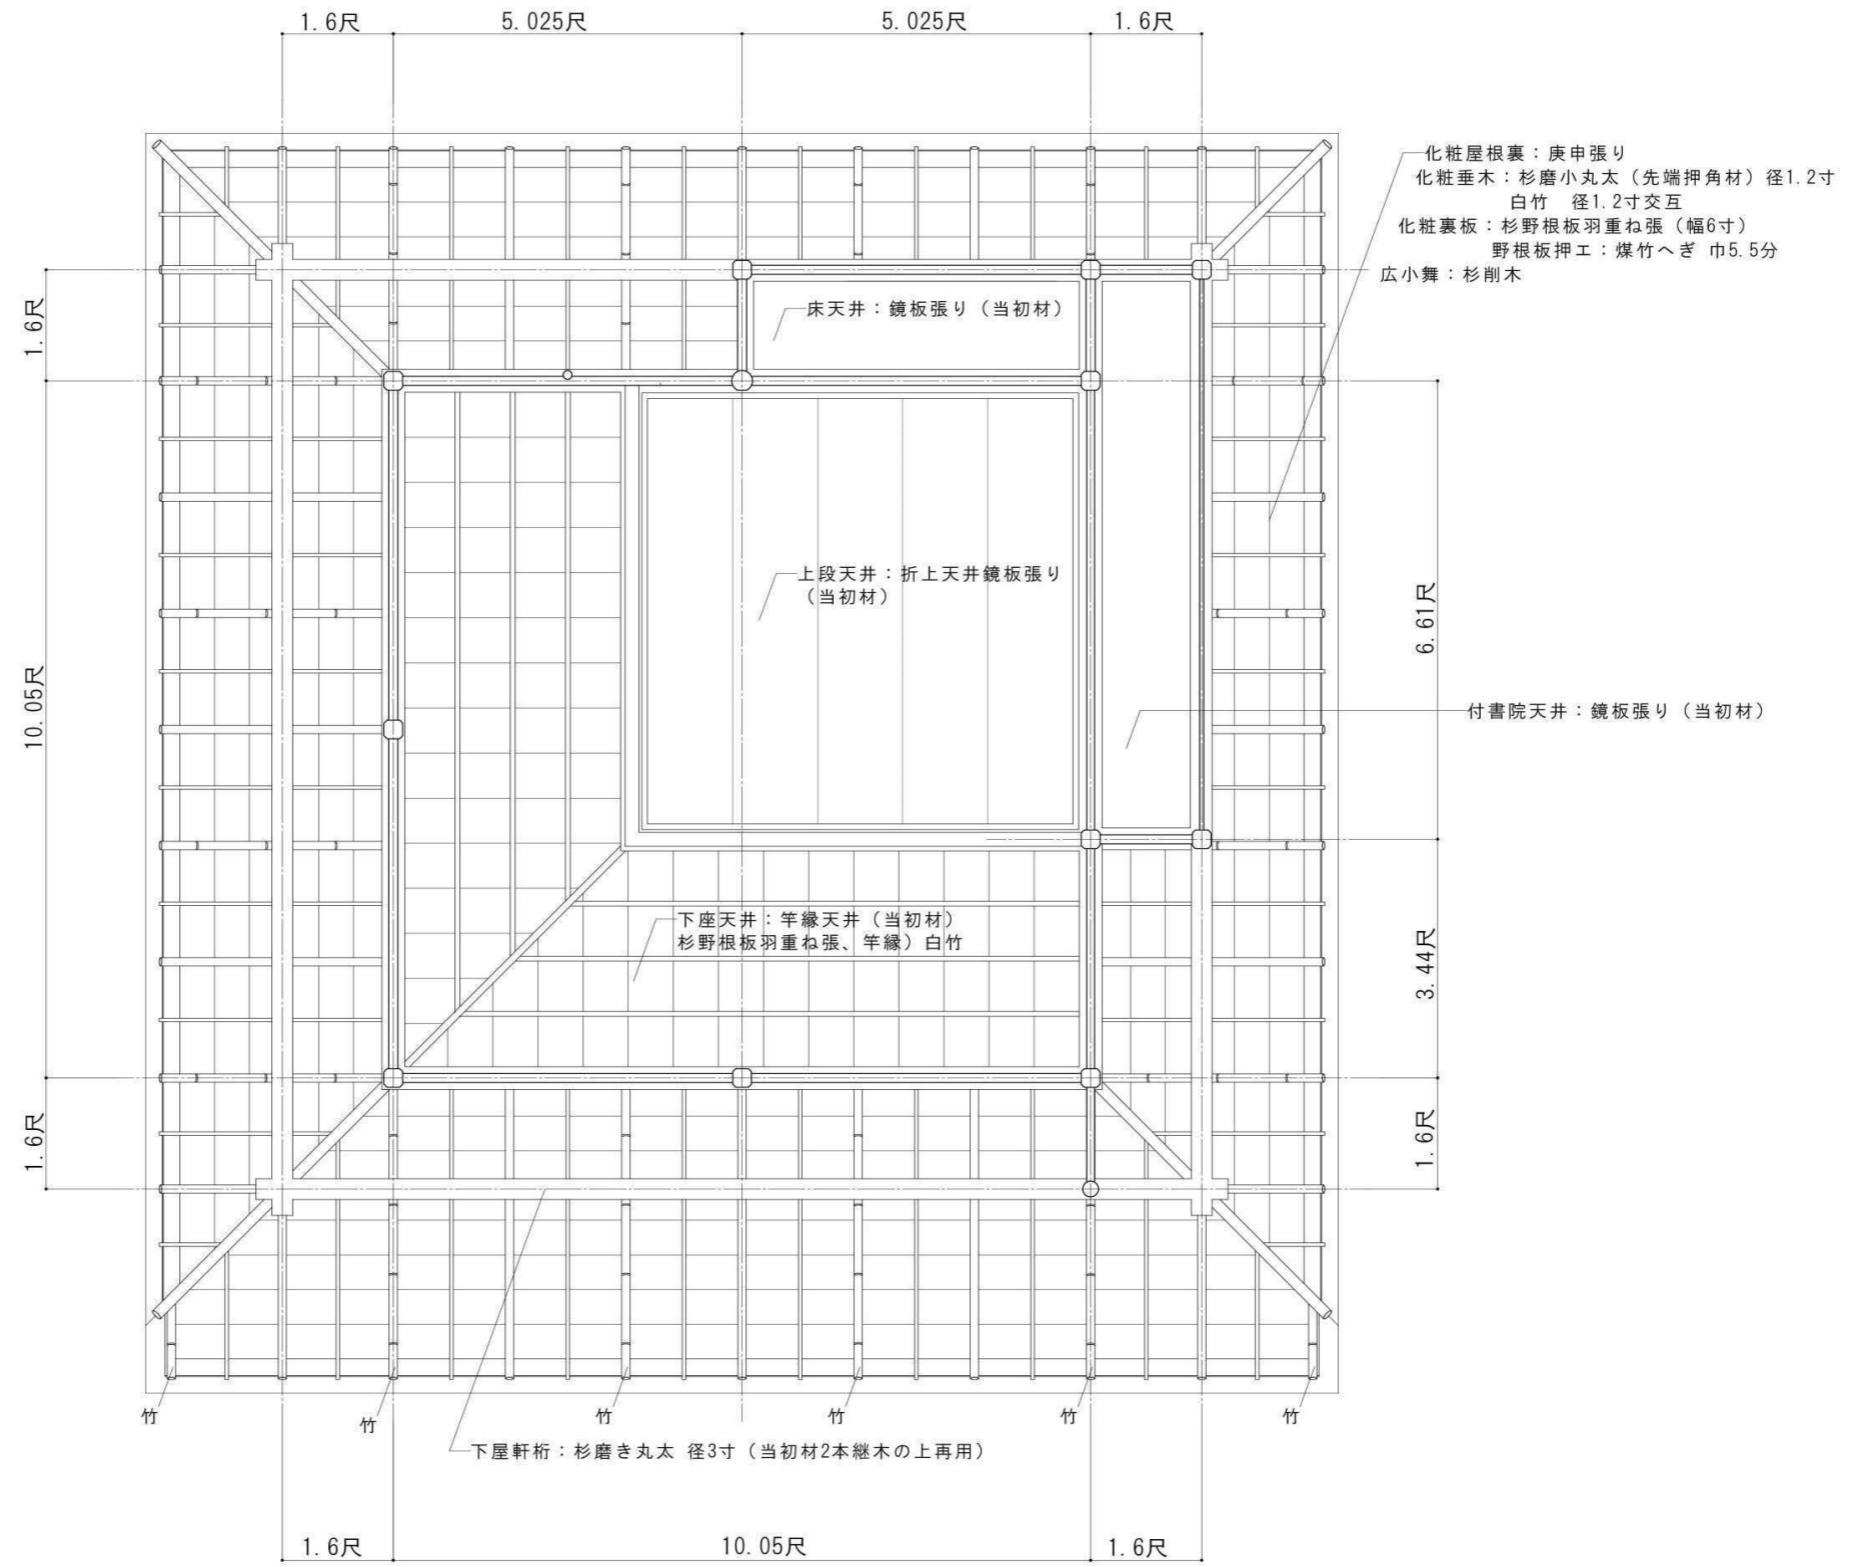 1.6尺
5.025尺
5.025尺
1.6尺
化粧屋根裏：庚申張り
化粧垂木：杉磨小丸太（先端押角材）径1.2寸
白竹　径1.2寸交互
化粧裏板：杉野根板羽重ね張（幅6寸）
野根板押エ：煤竹へぎ 巾5.5分
広小舞：杉削木
1.6尺
床天井：鏡板張り（当初材）
上段天井：折上天井鏡板張り
（当初材）
6.61尺
10.05尺
付書院天井：鏡板張り（当初材）
下座天井：竿縁天井（当初材）
杉野根板羽重ね張、竿縁）白竹
3.44尺
1.6尺
1.6尺
竹
竹
竹
竹
竹
竹
下屋軒桁：杉磨き丸太 径3寸（当初材2本継木の上再用）
1.6尺
10.05尺
1.6尺